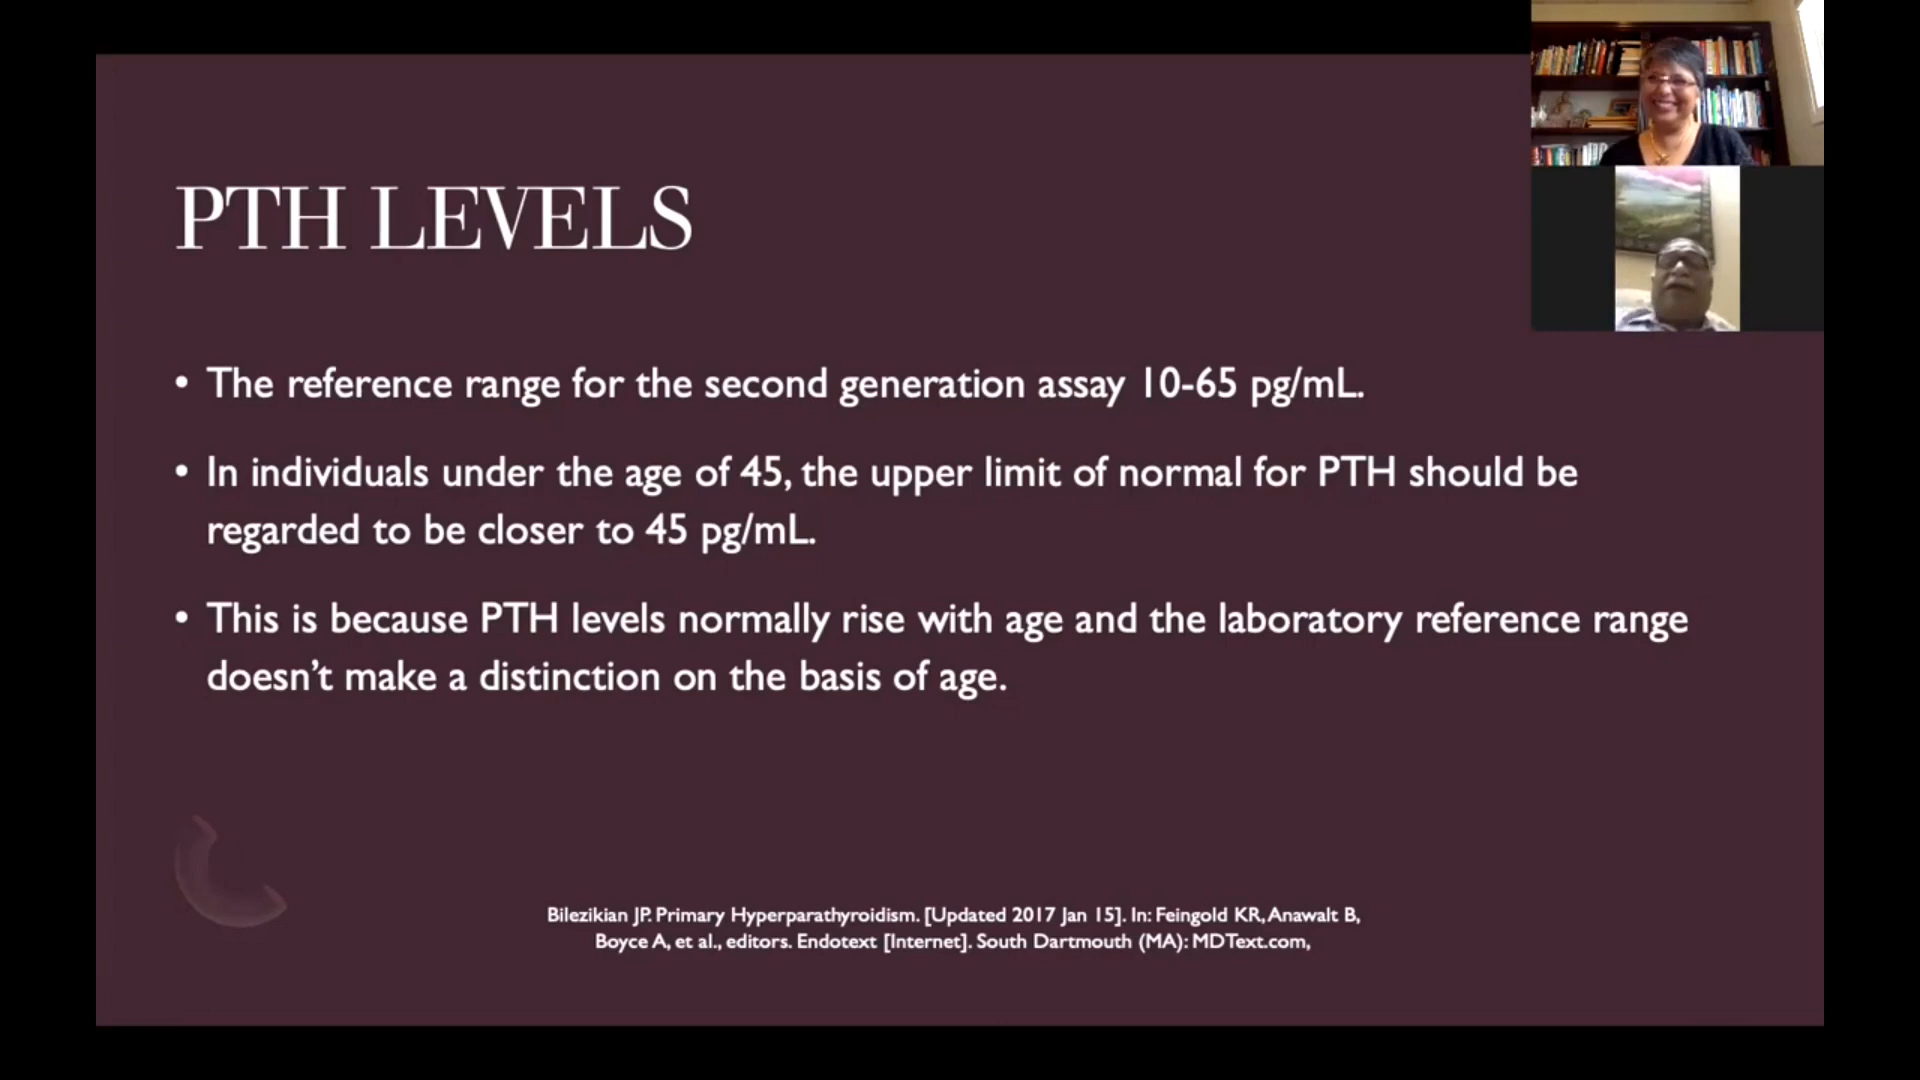 PTH LEVELS
• The reference range for the second generation assay 10-65 pg/mL.
• In individuals under the age of 45, the upper limit of normal for PTH should be
regarded to be closer to 45 pg/mL.
• This is because PTH levels normally rise with age and the laboratory reference range
doesn’t make a distinction on the basis of age.
Bilezikian JP. Primary Hyperparathyroidism. [Updated 2017 Jan 15]. In: Feingold KR, Anawalt B,
Boyce A, et al., editors. Endotext [Internet]. South Dartmouth (MA): MDText.com,